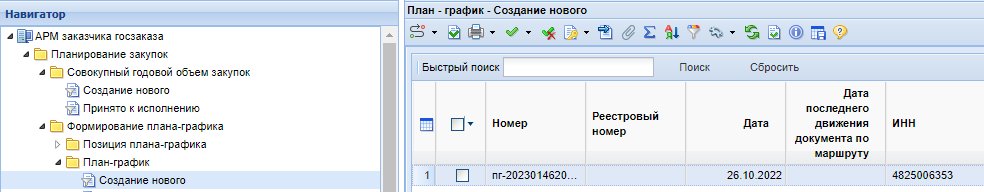 Навигатор
АРМ заказчика госзаказа
Планирование закупок
Совокупный годовой объем закупок
Создание нового
Принято к исполнению
Формирование плана-графика
Позиция плана-графика
План-график
Создание нового
План - график - Создание нового
Быстрый поиск Поиск Сбросить
Номер Реестровый номер Дата Дата последнего движения документа по маршруту ИНН
1 пг-2023014620... 26.10.2022 4825006353